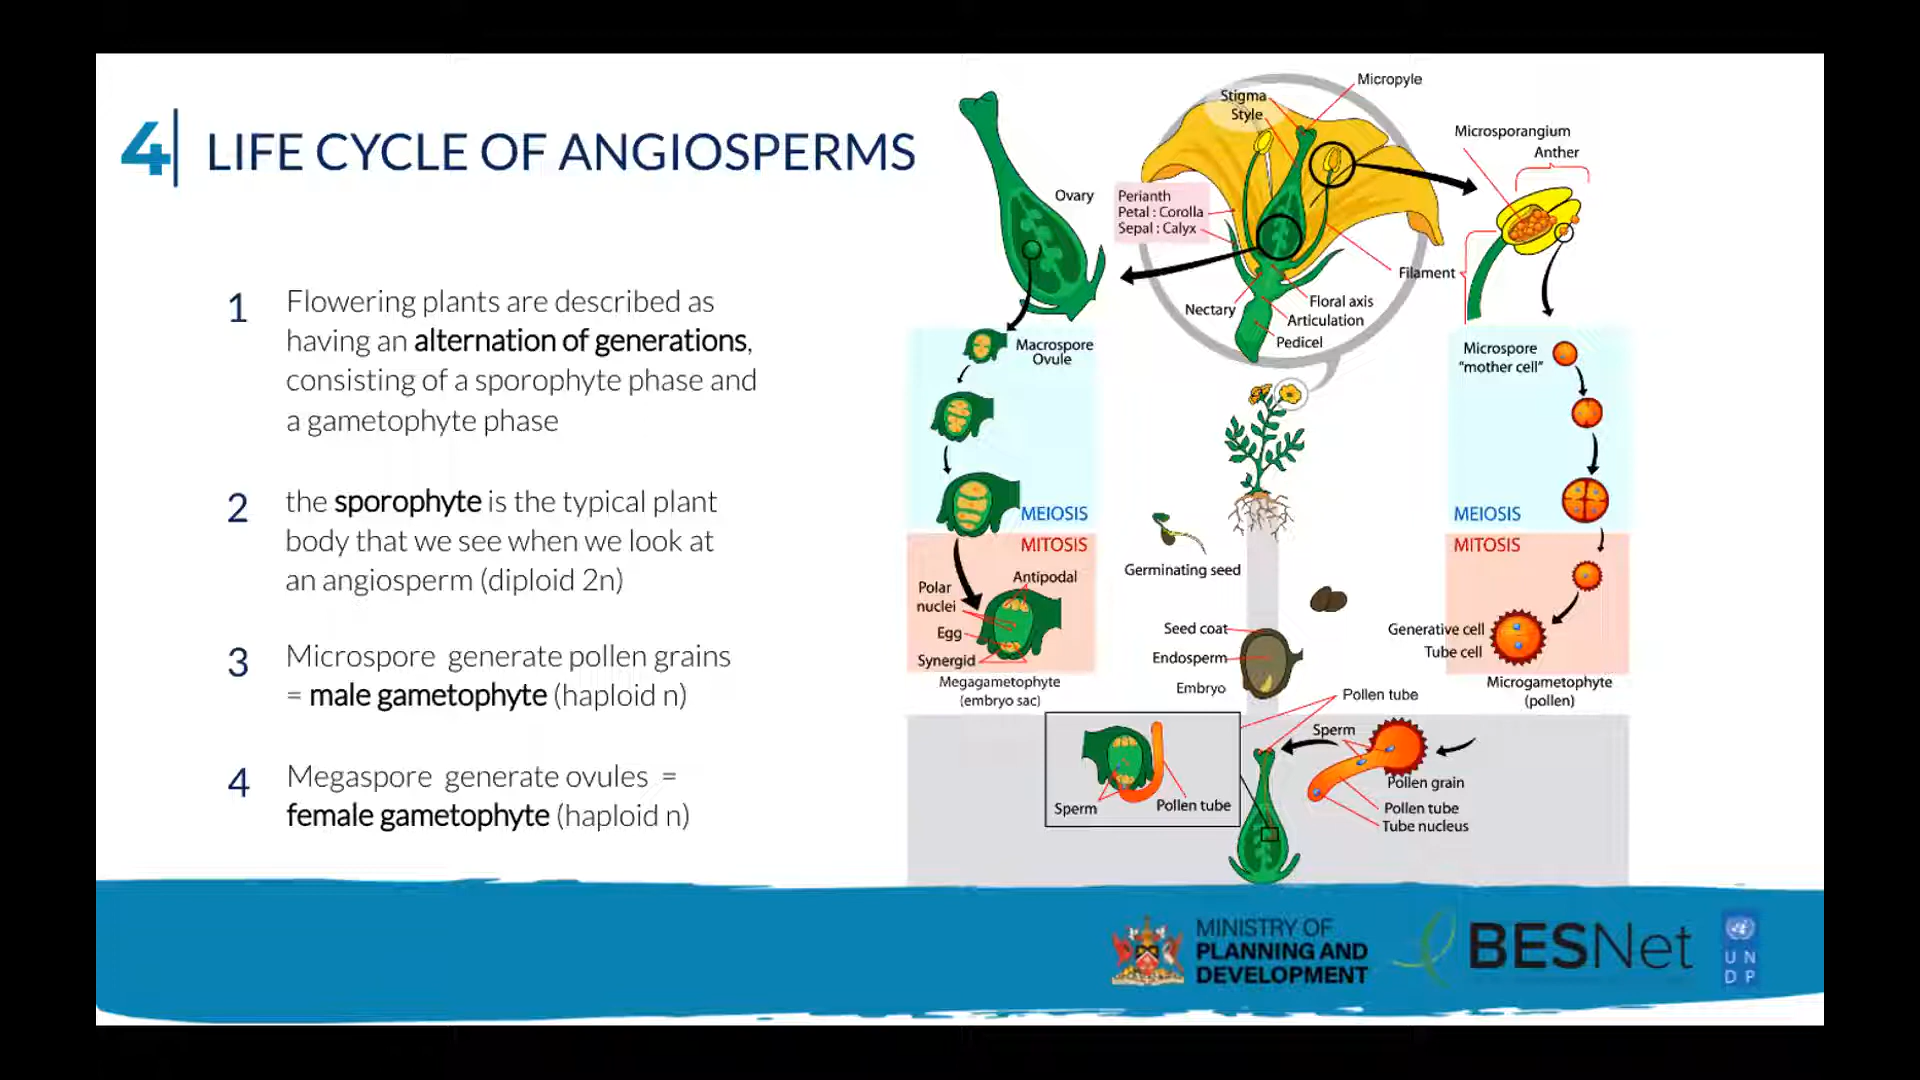 4 LIFE CYCLE OF ANGIOSPERMS
1 Flowering plants are described as
having an alternation of generations,
consisting of a sporophyte phase and
a gametophyte phase
2 the sporophyte is the typical plant
body that we see when we look at
an angiosperm (diploid 2n)
3 Microspore generate pollen grains
= male gametophyte (haploid n)
4 Megaspore generate ovules =
female gametophyte (haploid n)
Micropyle
Stigma
Style
Ovary
Perianth
Petal : Corolla
Sepal : Calyx
Microsporangium
Anther
Filament
Nectary
Floral axis
Articulation
Pedicel
Macrospore
Ovule
MEIOSIS
MITOSIS
Antipodal
Polar
nuclei
Egg
Synergid
Megagametophyte
(embryo sac)
Germinating seed
Seed coat
Endosperm
Embryo
Microspore
"mother cell"
MEIOSIS
MITOSIS
Generative cell
Tube cell
Microgametophyte
(pollen)
Pollen tube
Sperm
Pollen grain
Pollen tube
Tube nucleus
Sperm
Pollen tube
MINISTRY OF
PLANNING AND
DEVELOPMENT
BESNet
U N
D P